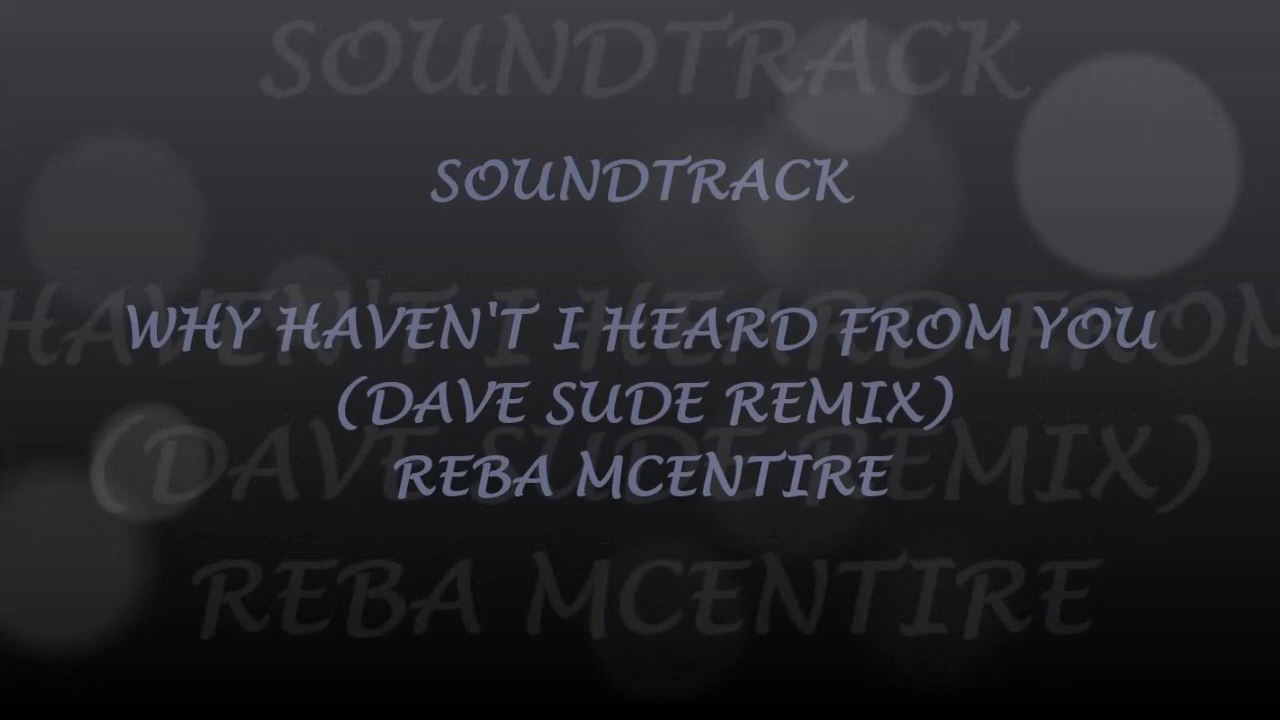 SOUNDTRACK
WHY HAVEN'T I HEARD FROM YOU
(DAVE SUDE REMIX)
REBA MCENTIRE